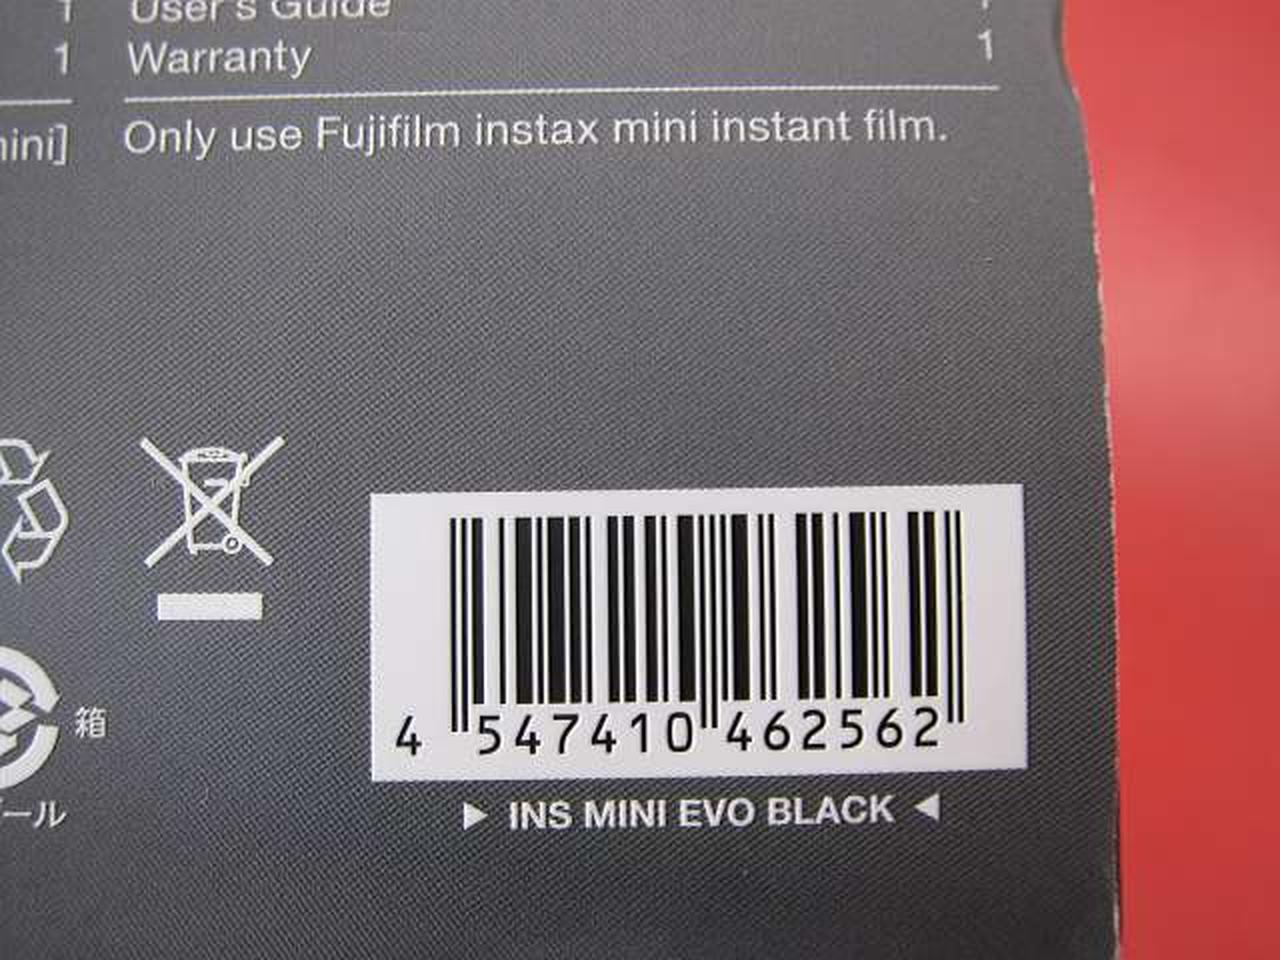 1 User's Guide
1 Warranty 1
mini] Only use Fujifilm instax mini instant film.
箱
ール
4 547410 462562
INS MINI EVO BLACK